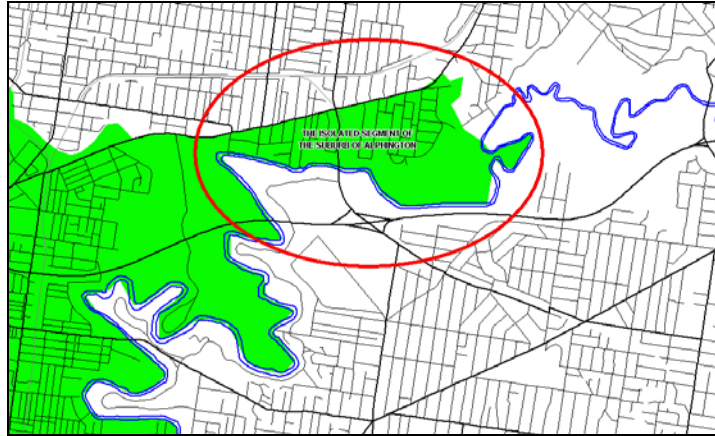 THE ISOLATED SEGMENT OF
THE SUBURB OF ALPHINGTON